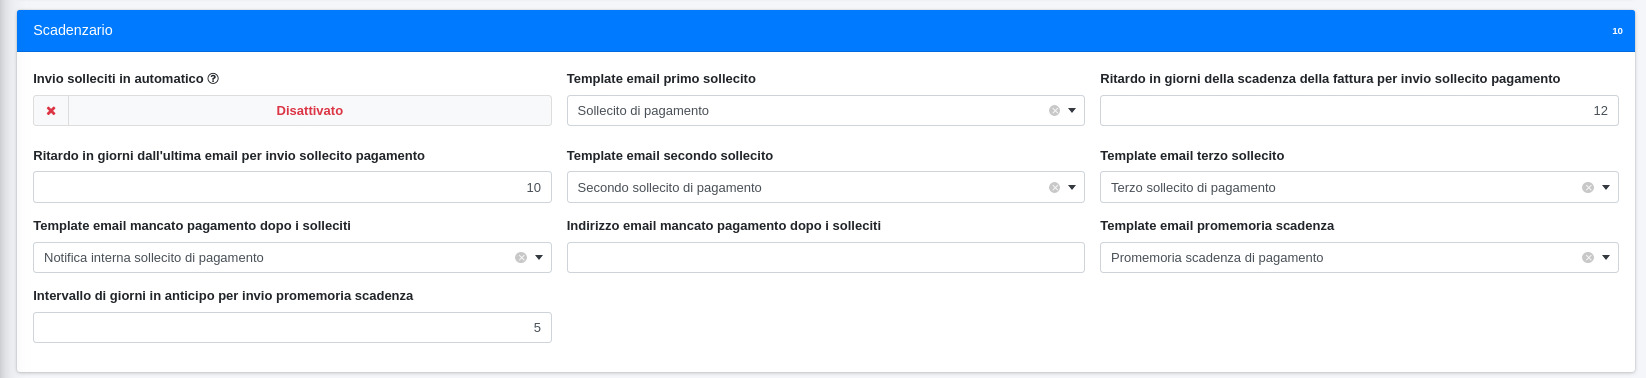 Scadenzario 10
Invio solleciti in automatico
Template email primo sollecito
Ritardo in giorni della scadenza della fattura per invio sollecito pagamento
Disattivato
Sollecito di pagamento
12
Ritardo in giorni dall'ultima email per invio sollecito pagamento
Template email secondo sollecito
Template email terzo sollecito
10
Secondo sollecito di pagamento
Terzo sollecito di pagamento
Template email mancato pagamento dopo i solleciti
Indirizzo email mancato pagamento dopo i solleciti
Template email promemoria scadenza
Notifica interna sollecito di pagamento
Promemoria scadenza di pagamento
Intervallo di giorni in anticipo per invio promemoria scadenza
5